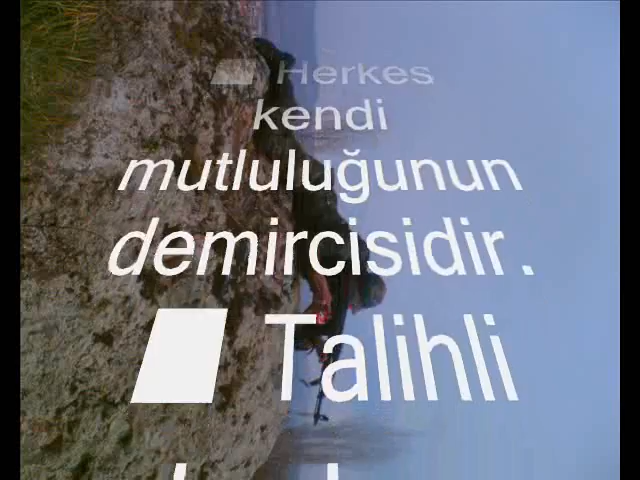 Herkes
kendi
mutluluğunun
demircisidir.
Talihli